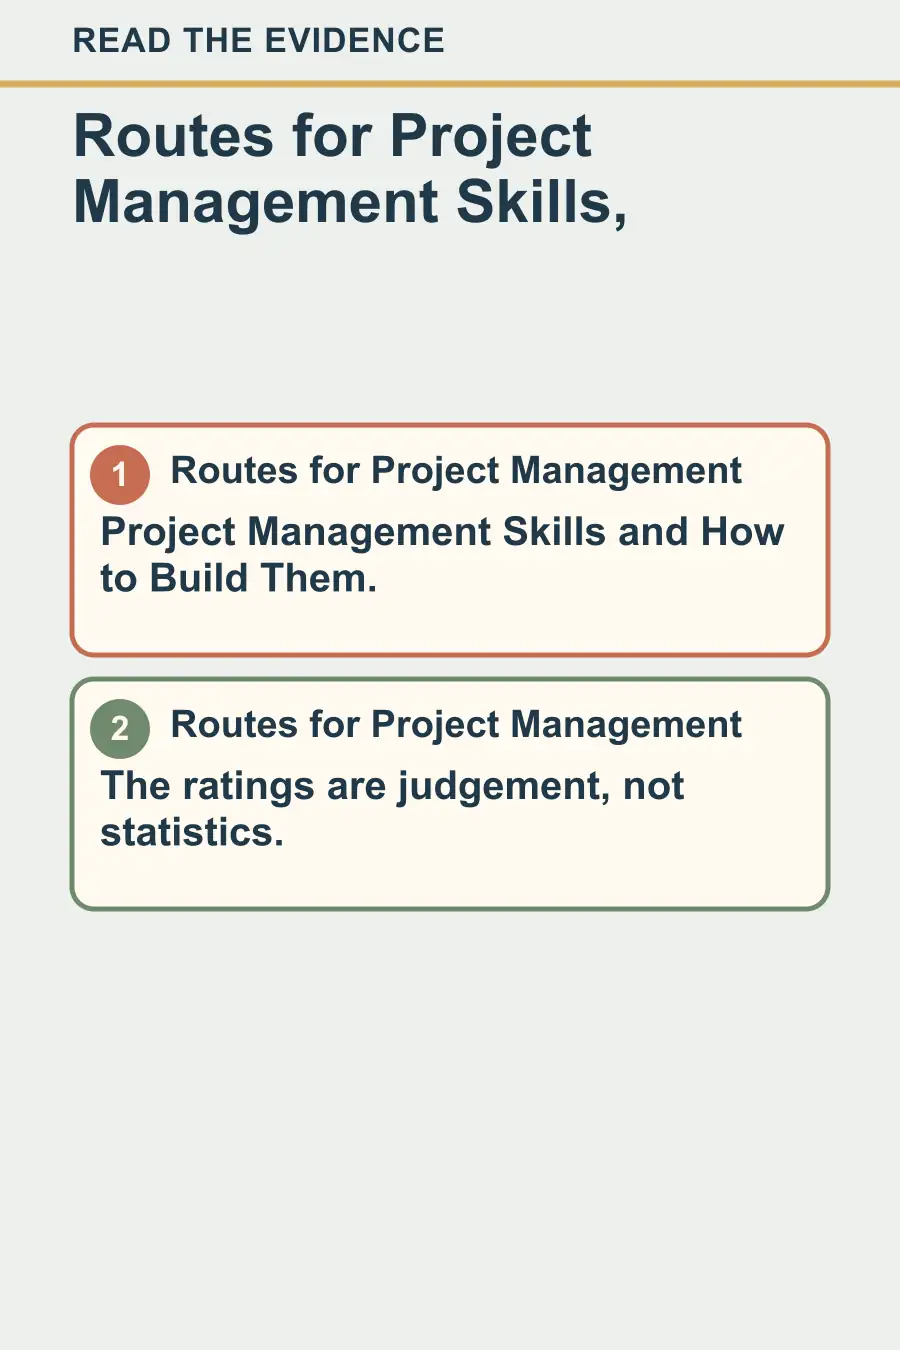 READ THE EVIDENCE
Routes for Project
Management Skills,
1 Routes for Project Management
Project Management Skills and How
to Build Them.
2 Routes for Project Management
The ratings are judgement, not
statistics.